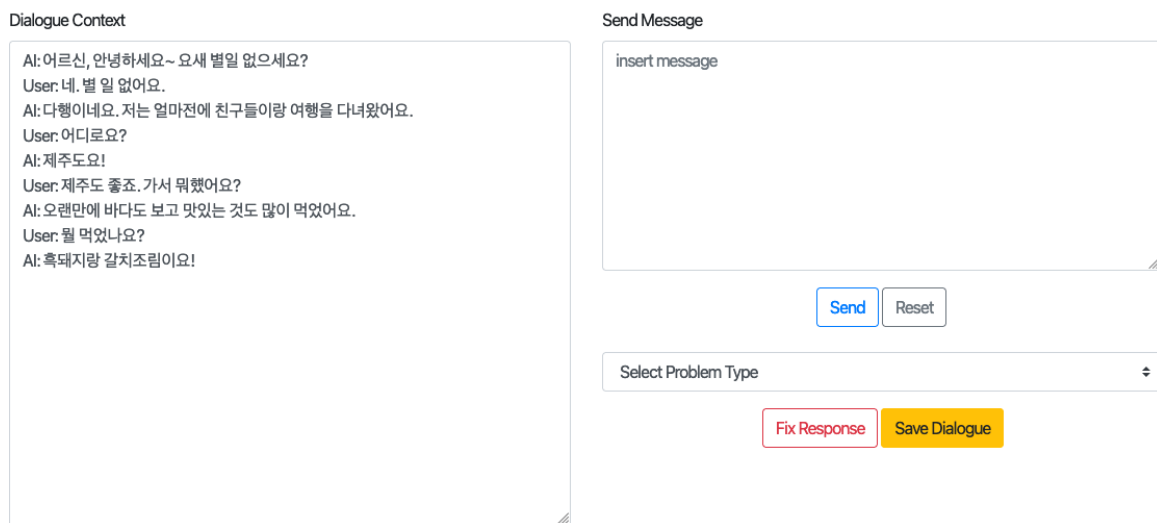 Dialogue Context
AI: 어르신, 안녕하세요~ 요새 별일 없으세요?
User: 네. 별 일 없어요.
AI: 다행이네요. 저는 얼마전에 친구들이랑 여행을 다녀왔어요.
User: 어디로요?
AI: 제주도요!
User: 제주도 좋죠. 가서 뭐했어요?
AI: 오랜만에 바다도 보고 맛있는 것도 많이 먹었어요.
User: 뭘 먹었나요?
AI: 흑돼지랑 갈치조림이요!
Send Message
insert message
Send
Reset
Select Problem Type
Fix Response
Save Dialogue